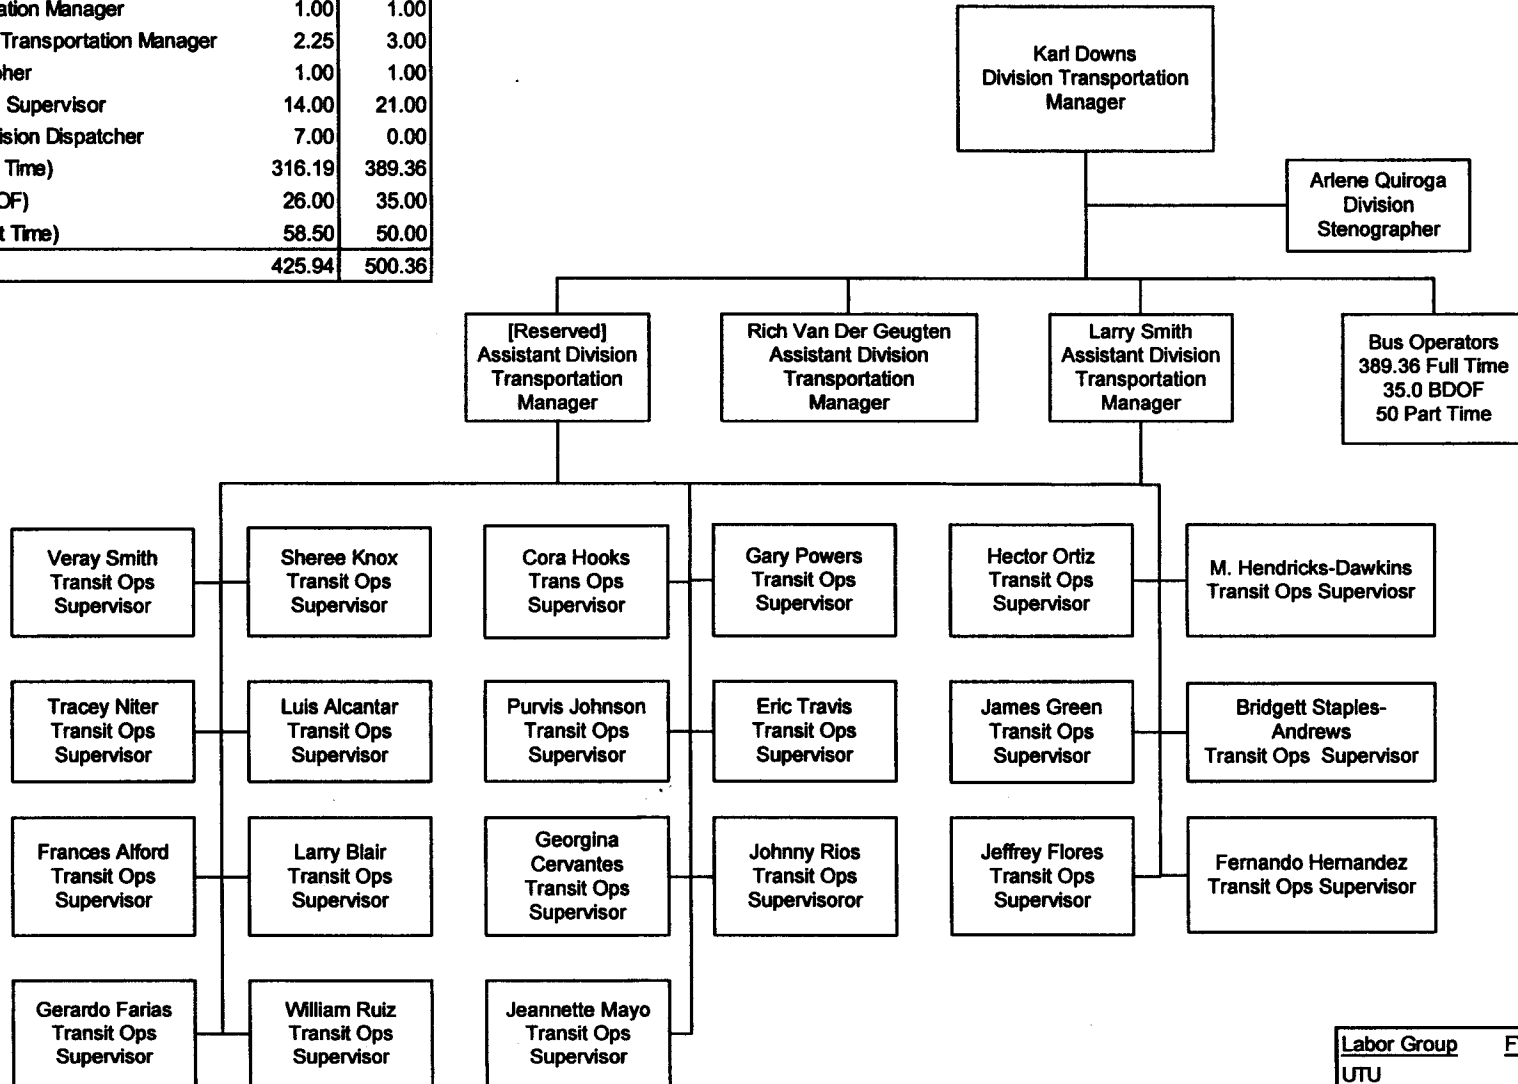 ation Manager 1.00 1.00
Transportation Manager 2.25 3.00
pher 1.00 1.00
Supervisor 14.00 21.00
ision Dispatcher 7.00 0.00
Time) 316.19 389.36
OF) 26.00 35.00
t Time) 58.50 50.00
425.94 500.36
Karl Downs
Division Transportation
Manager
Arlene Quiroga
Division
Stenographer
[Reserved]
Assistant Division
Transportation
Manager
Rich Van Der Geugten
Assistant Division
Transportation
Manager
Larry Smith
Assistant Division
Transportation
Manager
Bus Operators
389.36 Full Time
35.0 BDOF
50 Part Time
Veray Smith
Transit Ops
Supervisor
Sheree Knox
Transit Ops
Supervisor
Cora Hooks
Trans Ops
Supervisor
Gary Powers
Transit Ops
Supervisor
Hector Ortiz
Transit Ops
Supervisor
M. Hendricks-Dawkins
Transit Ops Superviosr
Tracey Niter
Transit Ops
Supervisor
Luis Alcantar
Transit Ops
Supervisor
Purvis Johnson
Transit Ops
Supervisor
Eric Travis
Transit Ops
Supervisor
James Green
Transit Ops
Supervisor
Bridgett Staples-
Andrews
Transit Ops Supervisor
Frances Alford
Transit Ops
Supervisor
Larry Blair
Transit Ops
Supervisor
Georgina
Cervantes
Transit Ops
Supervisor
Johnny Rios
Transit Ops
Supervisoror
Jeffrey Flores
Transit Ops
Supervisor
Fernando Hernandez
Transit Ops Supervisor
Gerardo Farias
Transit Ops
Supervisor
William Ruiz
Transit Ops
Supervisor
Jeannette Mayo
Transit Ops
Supervisor
Labor Group F
UTU